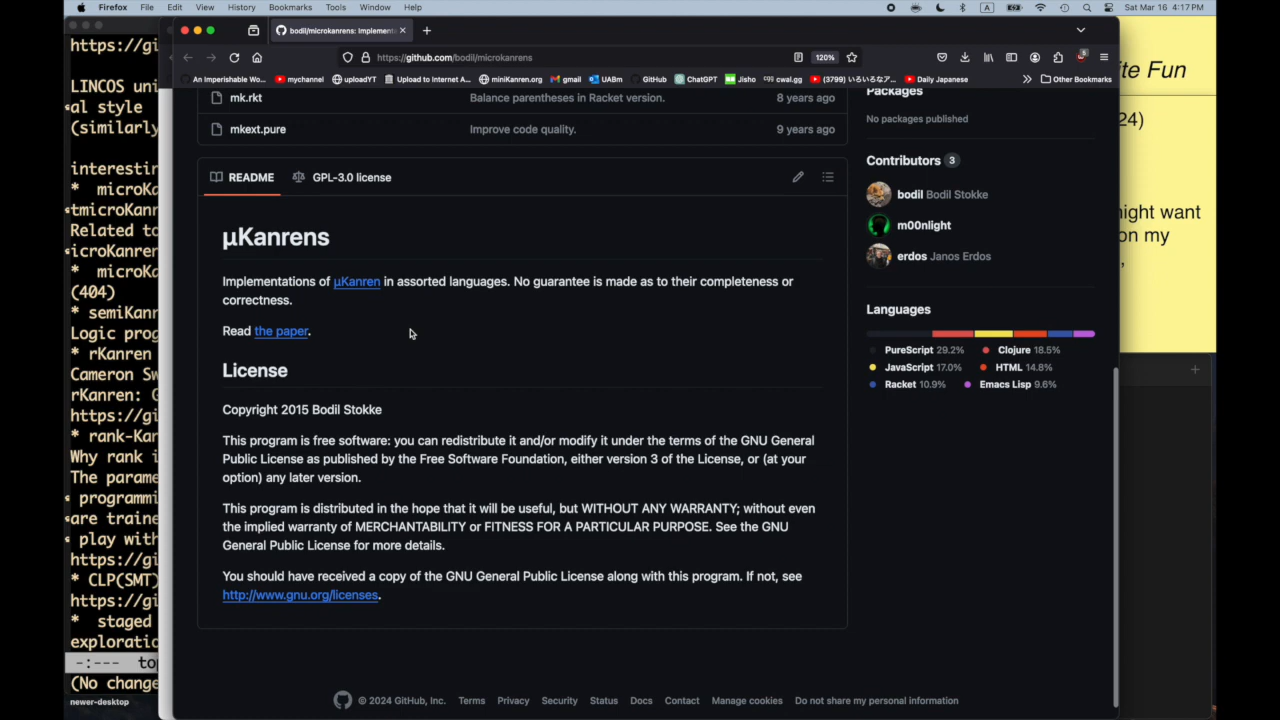 Firefox File Edit View History Bookmarks Tools Window Help
Sat Mar 16 4:17 PM
bodil/microkanrens: Implement
https://github.com/bodil/microkanrens
120%
An Imperishable Wo... mychannel uploadYT Upload to Internet A... miniKanren.org gmail UABm GitHub ChatGPT Jisho cwal.gg (3799) いろいろなア... Daily Japanese Other Bookmarks
mk.rkt Balance parentheses in Racket version. 8 years ago
mkext.pure Improve code quality. 9 years ago
README GPL-3.0 license
μKanrens
Implementations of μKanren in assorted languages. No guarantee is made as to their completeness or
correctness.
Read the paper.
License
Copyright 2015 Bodil Stokke
This program is free software: you can redistribute it and/or modify it under the terms of the GNU General
Public License as published by the Free Software Foundation, either version 3 of the License, or (at your
option) any later version.
This program is distributed in the hope that it will be useful, but WITHOUT ANY WARRANTY; without even
the implied warranty of MERCHANTABILITY or FITNESS FOR A PARTICULAR PURPOSE. See the GNU
General Public License for more details.
You should have received a copy of the GNU General Public License along with this program. If not, see
http://www.gnu.org/licenses.
Packages
No packages published
Contributors 3
bodil Bodil Stokke
m00nlight
erdos Janos Erdos
Languages
PureScript 29.2% Clojure 18.5%
JavaScript 17.0% HTML 14.8%
Racket 10.9% Emacs Lisp 9.6%
© 2024 GitHub, Inc. Terms Privacy Security Status Docs Contact Manage cookies Do not share my personal information
https://gi
LINCOS uni
al style
(similarly
interestin
* microKa
tmicroKanr
Related to
icroKanren
* microKa
(404)
* semiKanr
Logic prog
* rKanren
Cameron Sw
rKanren: G
https://gi
* rank-Kan
Why rank i
The parame
programmi
are traine
play with
https://gi
* CLP(SMT)
https://gi
* staged
exploratio
-:--- top
(No change
newer-desktop
ite Fun
24)
night want
on my